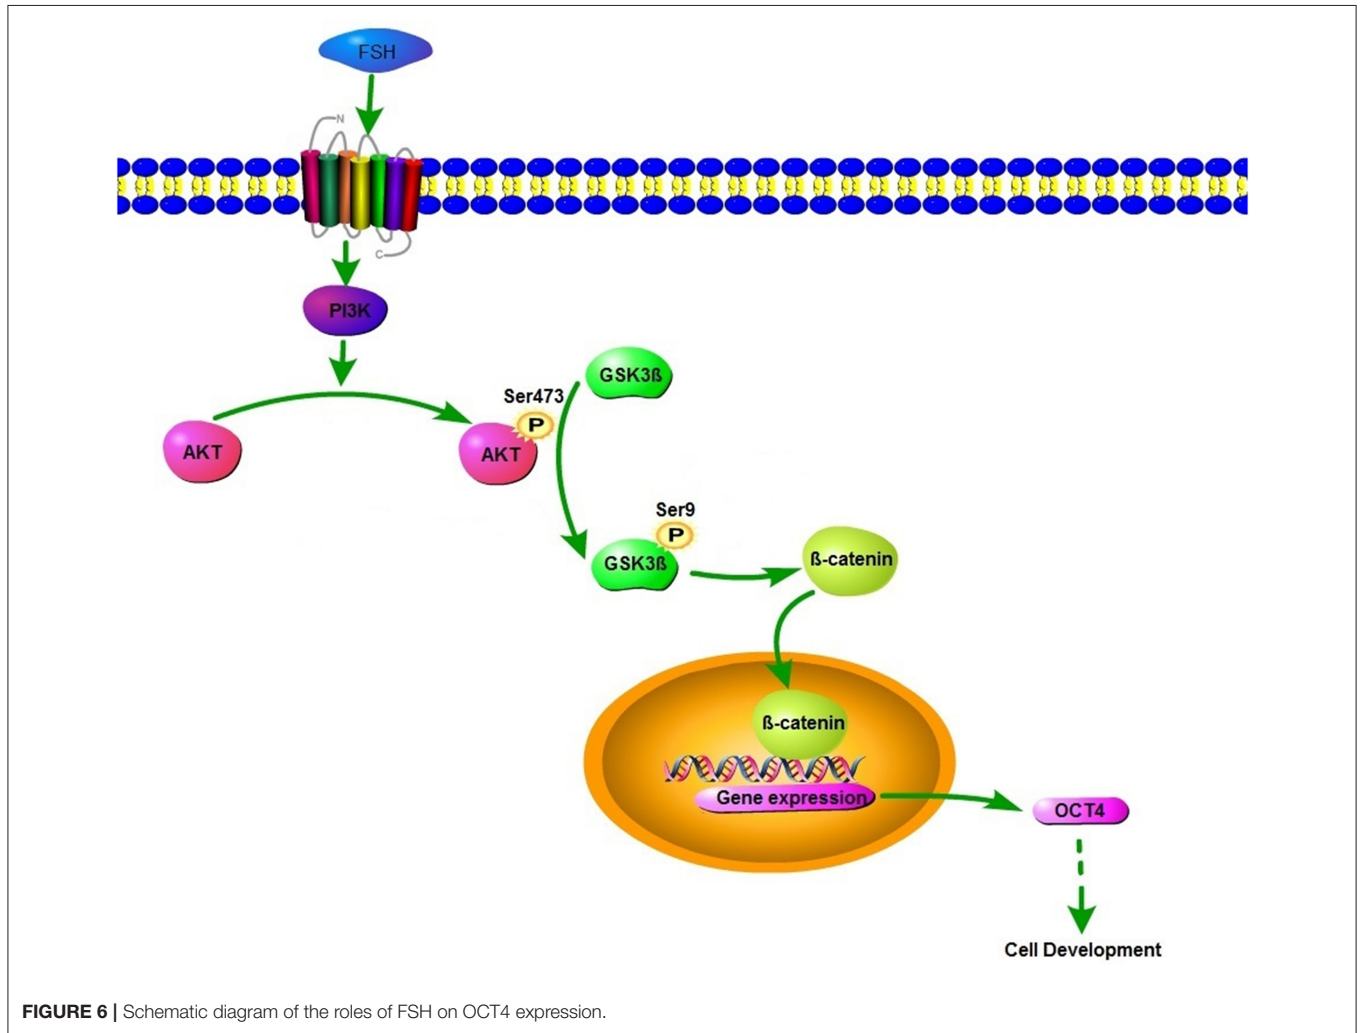 FSH
N
C
PI3K
GSK3ß
Ser473
P
AKT
AKT
Ser9
P
GSK3ß
ß-catenin
ß-catenin
Gene expression
OCT4
Cell Development
FIGURE 6 | Schematic diagram of the roles of FSH on OCT4 expression.